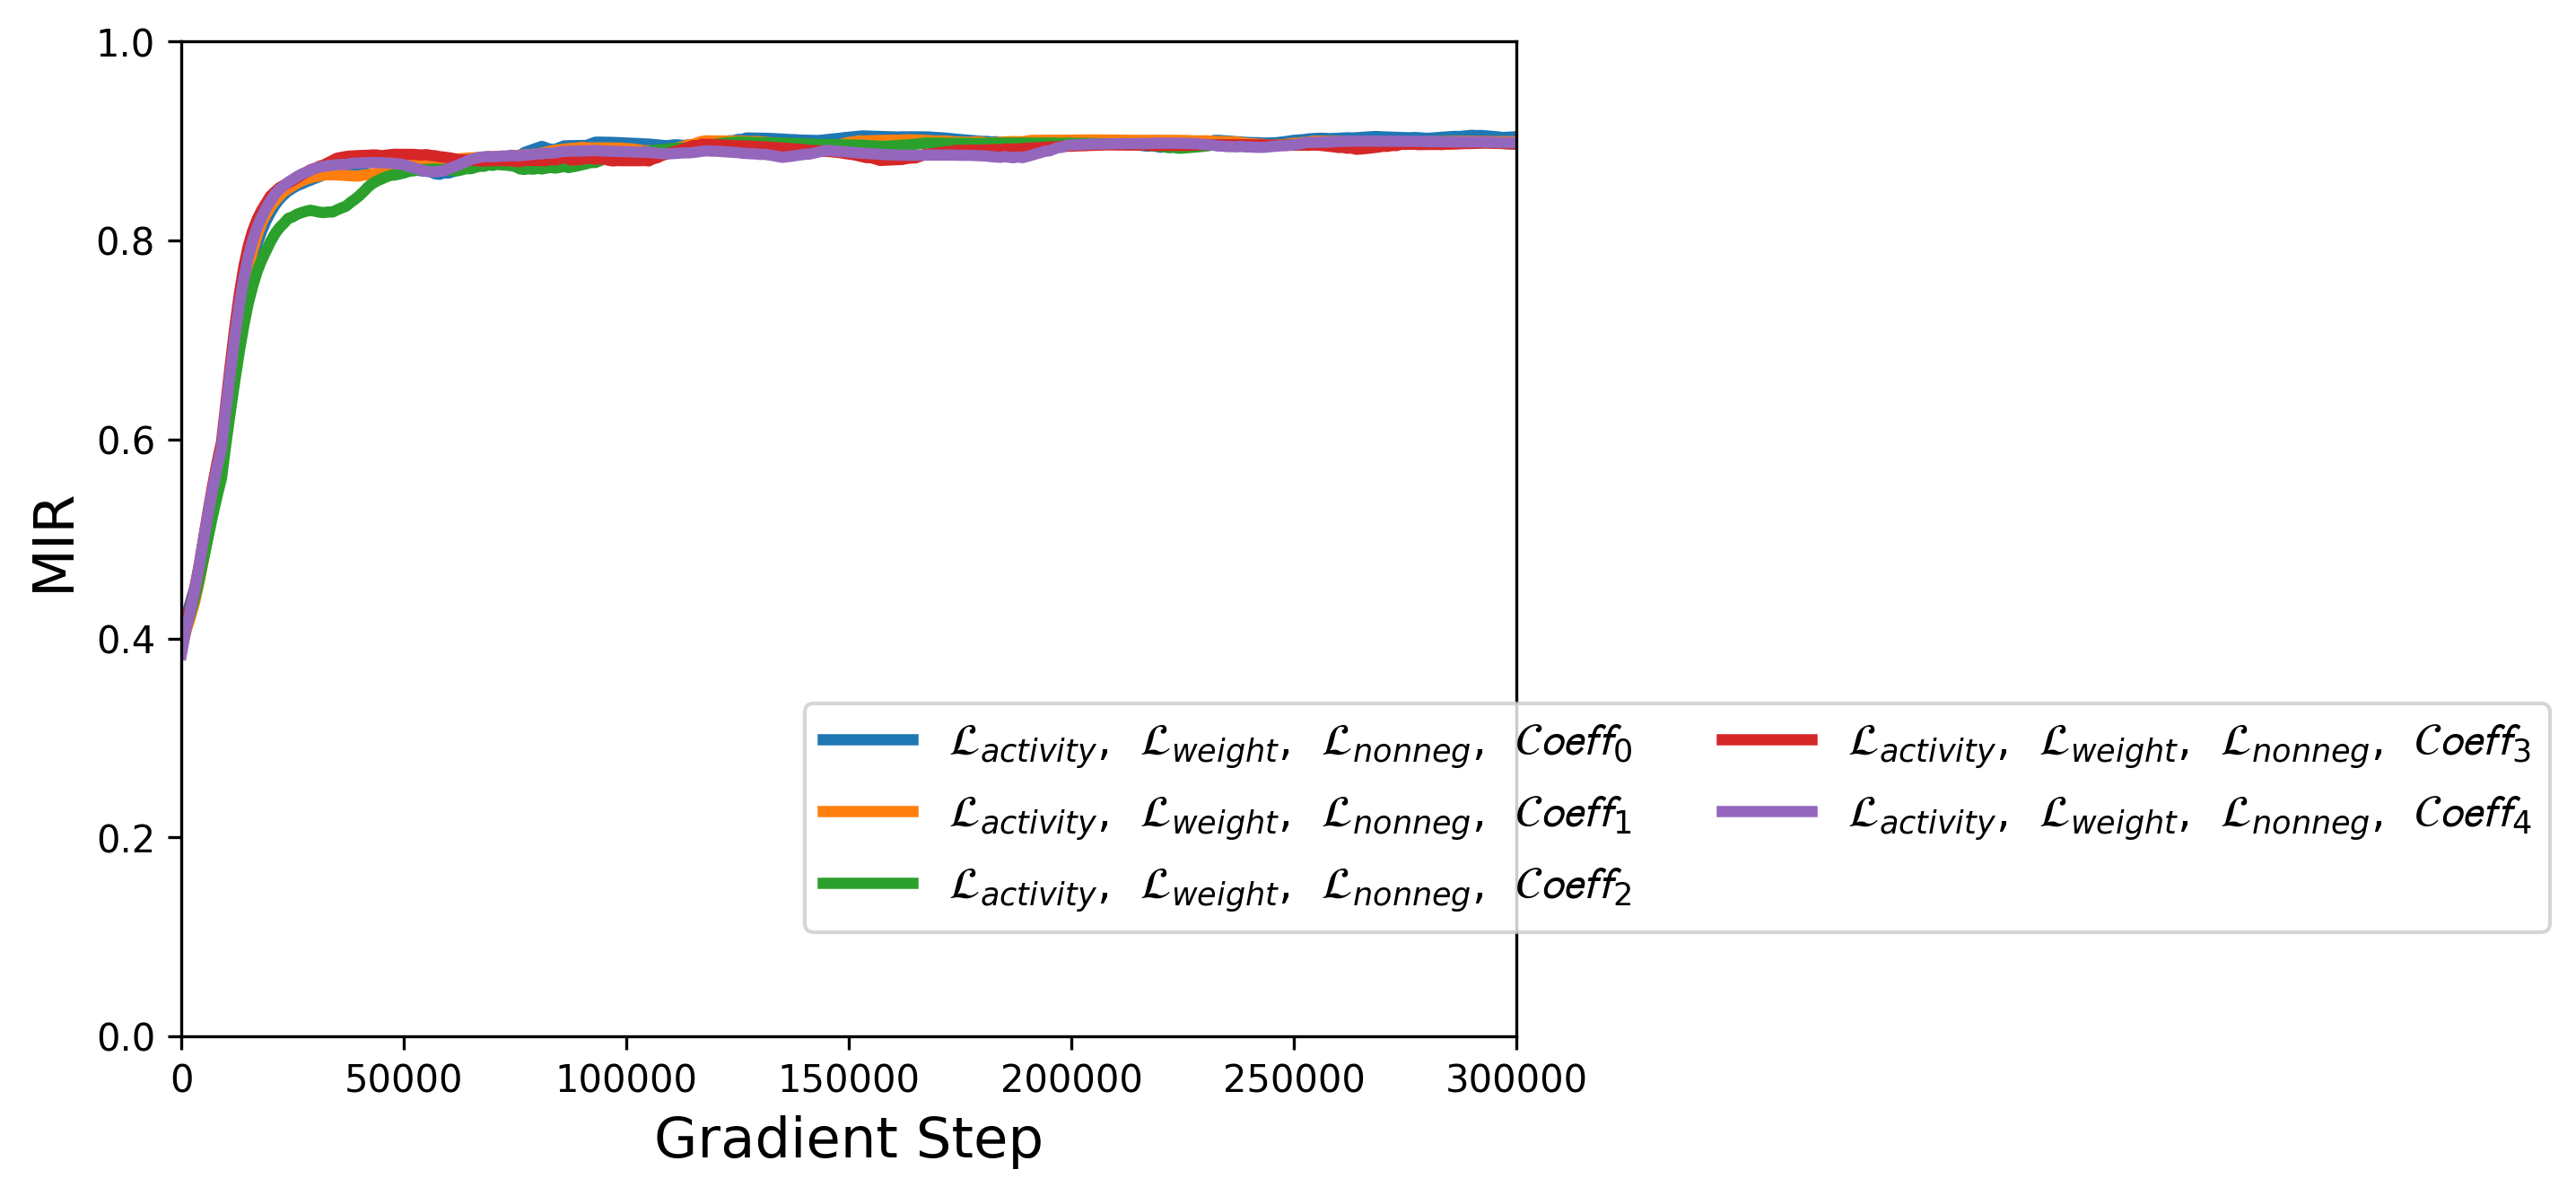 1.0
0.8
0.6
0.4
0.2
0.0
MIR
ℒactivity, ℒweight, ℒnonneg, 𝒞oeff0
ℒactivity, ℒweight, ℒnonneg, 𝒞oeff1
ℒactivity, ℒweight, ℒnonneg, 𝒞oeff2
ℒactivity, ℒweight, ℒnonneg, 𝒞oeff3
ℒactivity, ℒweight, ℒnonneg, 𝒞oeff4
0 50000 100000 150000 200000 250000 300000
Gradient Step